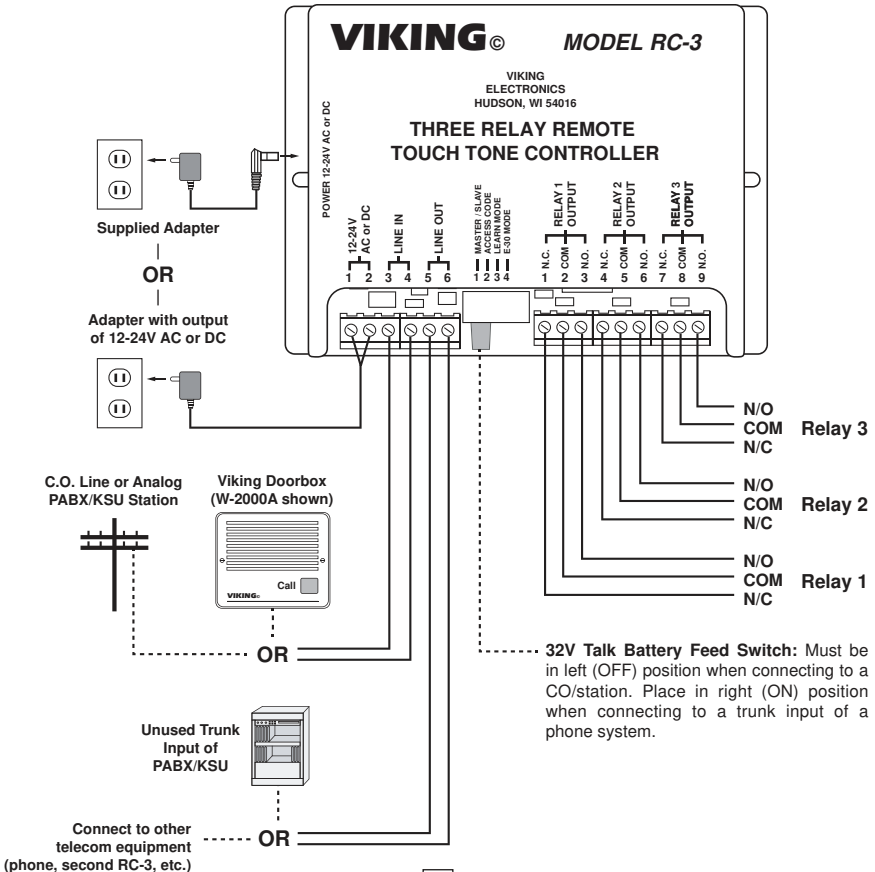 VIKING© MODEL RC-3
VIKING
ELECTRONICS
HUDSON, WI 54016
THREE RELAY REMOTE
TOUCH TONE CONTROLLER
POWER 12-24V AC or DC
12-24V
AC or DC
LINE IN
LINE OUT
MASTER / SLAVE
ACCESS CODE
LEARN MODE
E-30 MODE
RELAY 1
OUTPUT
RELAY 2
OUTPUT
RELAY 3
OUTPUT
N.C. COM N.O. N.C. COM N.O. N.C. COM N.O.
1 2 3 4 5 6 1 2 3 4 1 2 3 4 5 6 7 8 9
Supplied Adapter
OR
Adapter with output
of 12-24V AC or DC
N/O
COM Relay 3
N/C
N/O
COM Relay 2
N/C
N/O
COM Relay 1
N/C
C.O. Line or Analog
PABX/KSU Station
Viking Doorbox
(W-2000A shown)
Call
VIKING©
OR
32V Talk Battery Feed Switch: Must be
in left (OFF) position when connecting to a
CO/station. Place in right (ON) position
when connecting to a trunk input of a
phone system.
Unused Trunk
Input of
PABX/KSU
OR
Connect to other
telecom equipment
(phone, second RC-3, etc.)